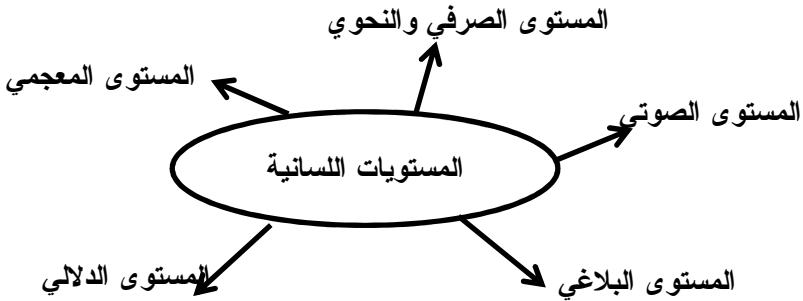 المستوى الصرفي والنحوي
المستوى المعجمي
المستوى الصوتي
المستويات اللسانية
المستوى الدلالي
المستوى البلاغي